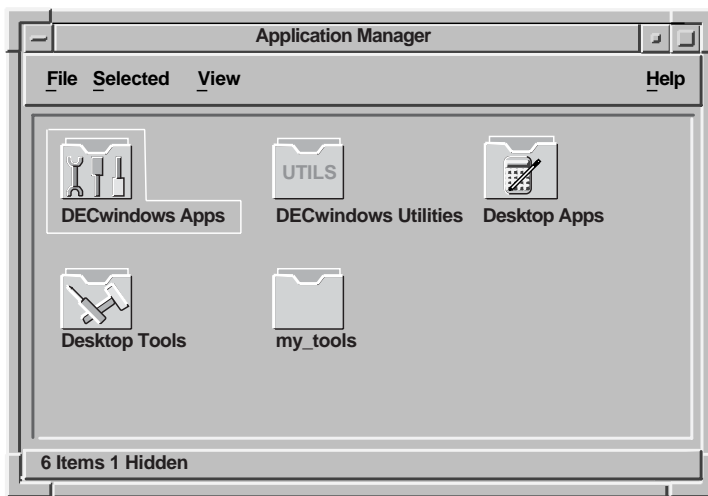 Application Manager
File Selected View Help
UTILS
DECwindows Apps DECwindows Utilities Desktop Apps
Desktop Tools my_tools
6 Items 1 Hidden